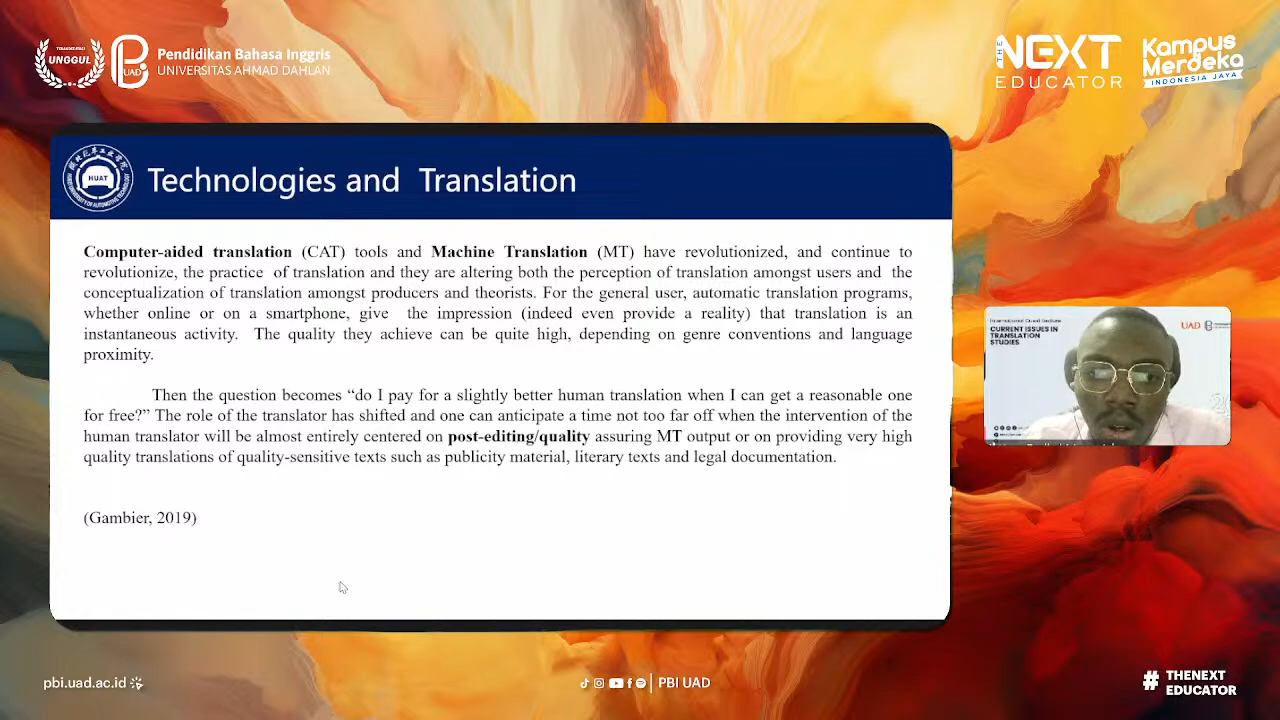 UNGGUL
UAD
Pendidikan Bahasa Inggris
UNIVERSITAS AHMAD DAHLAN
THE NEXT
EDUCATOR
Kampus
Merdeka
INDONESIA JAYA
HUAT
Technologies and Translation
Computer-aided translation (CAT) tools and Machine Translation (MT) have revolutionized, and continue to
revolutionize, the practice of translation and they are altering both the perception of translation amongst users and the
conceptualization of translation amongst producers and theorists. For the general user, automatic translation programs,
whether online or on a smartphone, give the impression (indeed even provide a reality) that translation is an
instantaneous activity. The quality they achieve can be quite high, depending on genre conventions and language
proximity.
Then the question becomes “do I pay for a slightly better human translation when I can get a reasonable one
for free?” The role of the translator has shifted and one can anticipate a time not too far off when the intervention of the
human translator will be almost entirely centered on post-editing/quality assuring MT output or on providing very high
quality translations of quality-sensitive texts such as publicity material, literary texts and legal documentation.
(Gambier, 2019)
CURRENT ISSUES IN
TRANSLATION
STUDIES
UAD
pbi.uad.ac.id
PBI UAD
# THENEXT
EDUCATOR